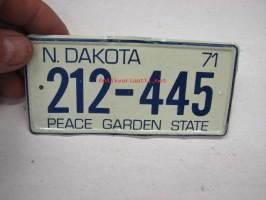 N. DAKOTA 71
212-445
PEACE GARDEN STATE